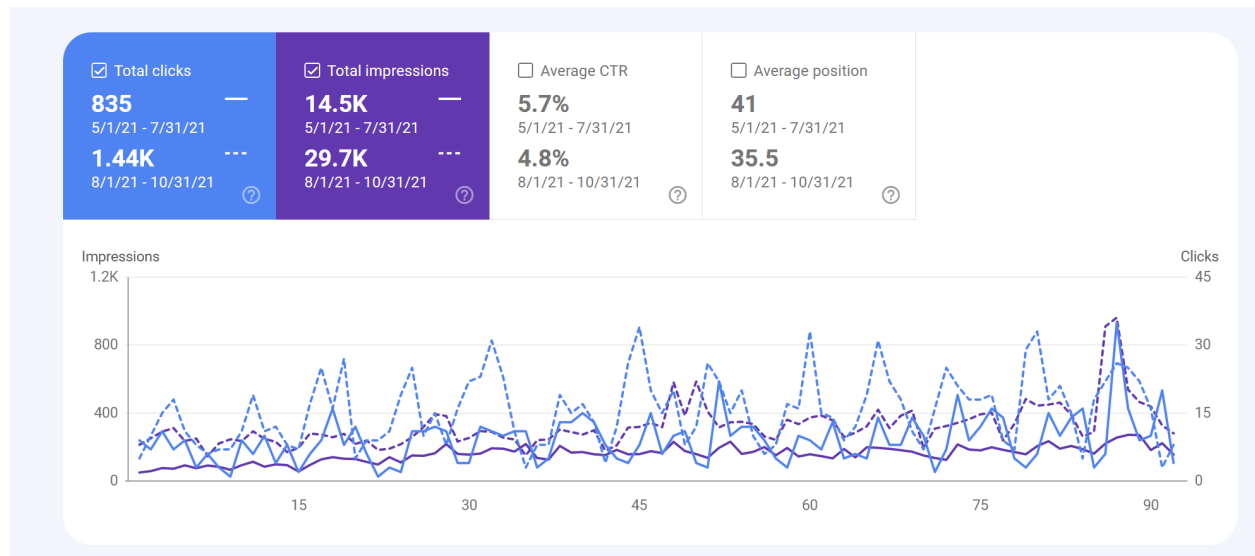 Total clicks
835
5/1/21 - 7/31/21
1.44K
8/1/21 - 10/31/21
Total impressions
14.5K
5/1/21 - 7/31/21
29.7K
8/1/21 - 10/31/21
Average CTR
5.7%
5/1/21 - 7/31/21
4.8%
8/1/21 - 10/31/21
Average position
41
5/1/21 - 7/31/21
35.5
8/1/21 - 10/31/21
Impressions
Clicks
1.2K
45
800
30
400
15
0
0
15
30
45
60
75
90